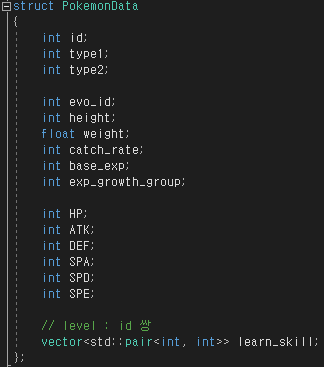 struct PokemonData
{
int id;
int type1;
int type2;
int evo_id;
int height;
float weight;
int catch_rate;
int base_exp;
int exp_growth_group;
int HP;
int ATK;
int DEF;
int SPA;
int SPD;
int SPE;
// level : id 쌍
vector<std::pair<int, int>> learn_skill;
};